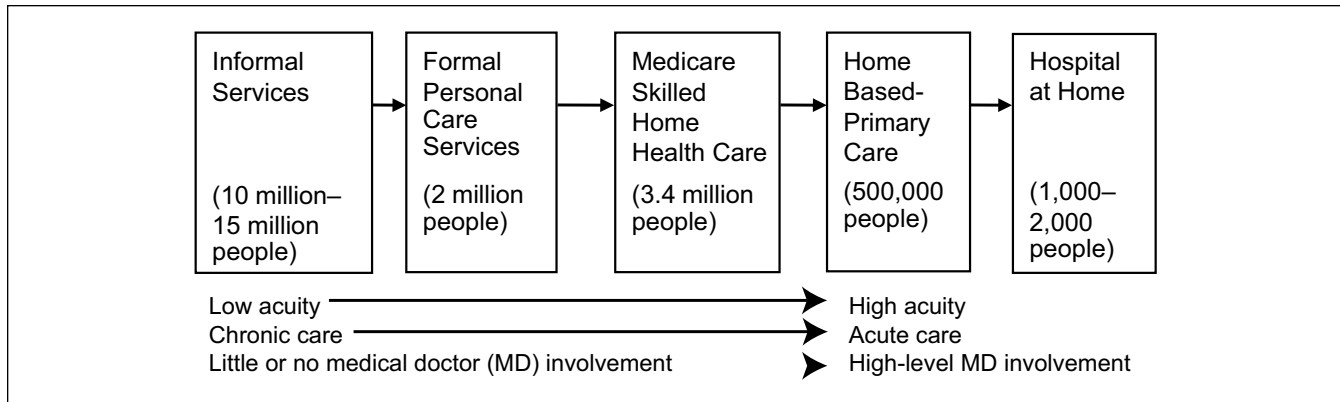 Informal
Services
(10 million–
15 million
people)
Formal
Personal
Care
Services
(2 million
people)
Medicare
Skilled
Home
Health Care
(3.4 million
people)
Home
Based-
Primary
Care
(500,000
people)
Hospital
at Home
(1,000–
2,000
people)
Low acuity High acuity
Chronic care Acute care
Little or no medical doctor (MD) involvement High-level MD involvement